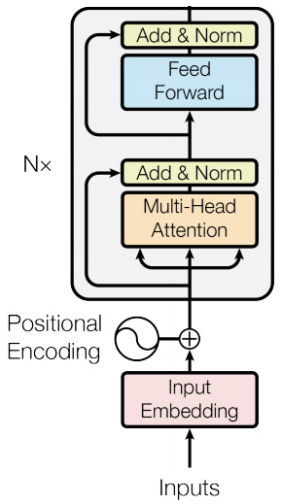 Add & Norm
Feed
Forward
N×
Add & Norm
Multi-Head
Attention
Positional
Encoding
Input
Embedding
Inputs